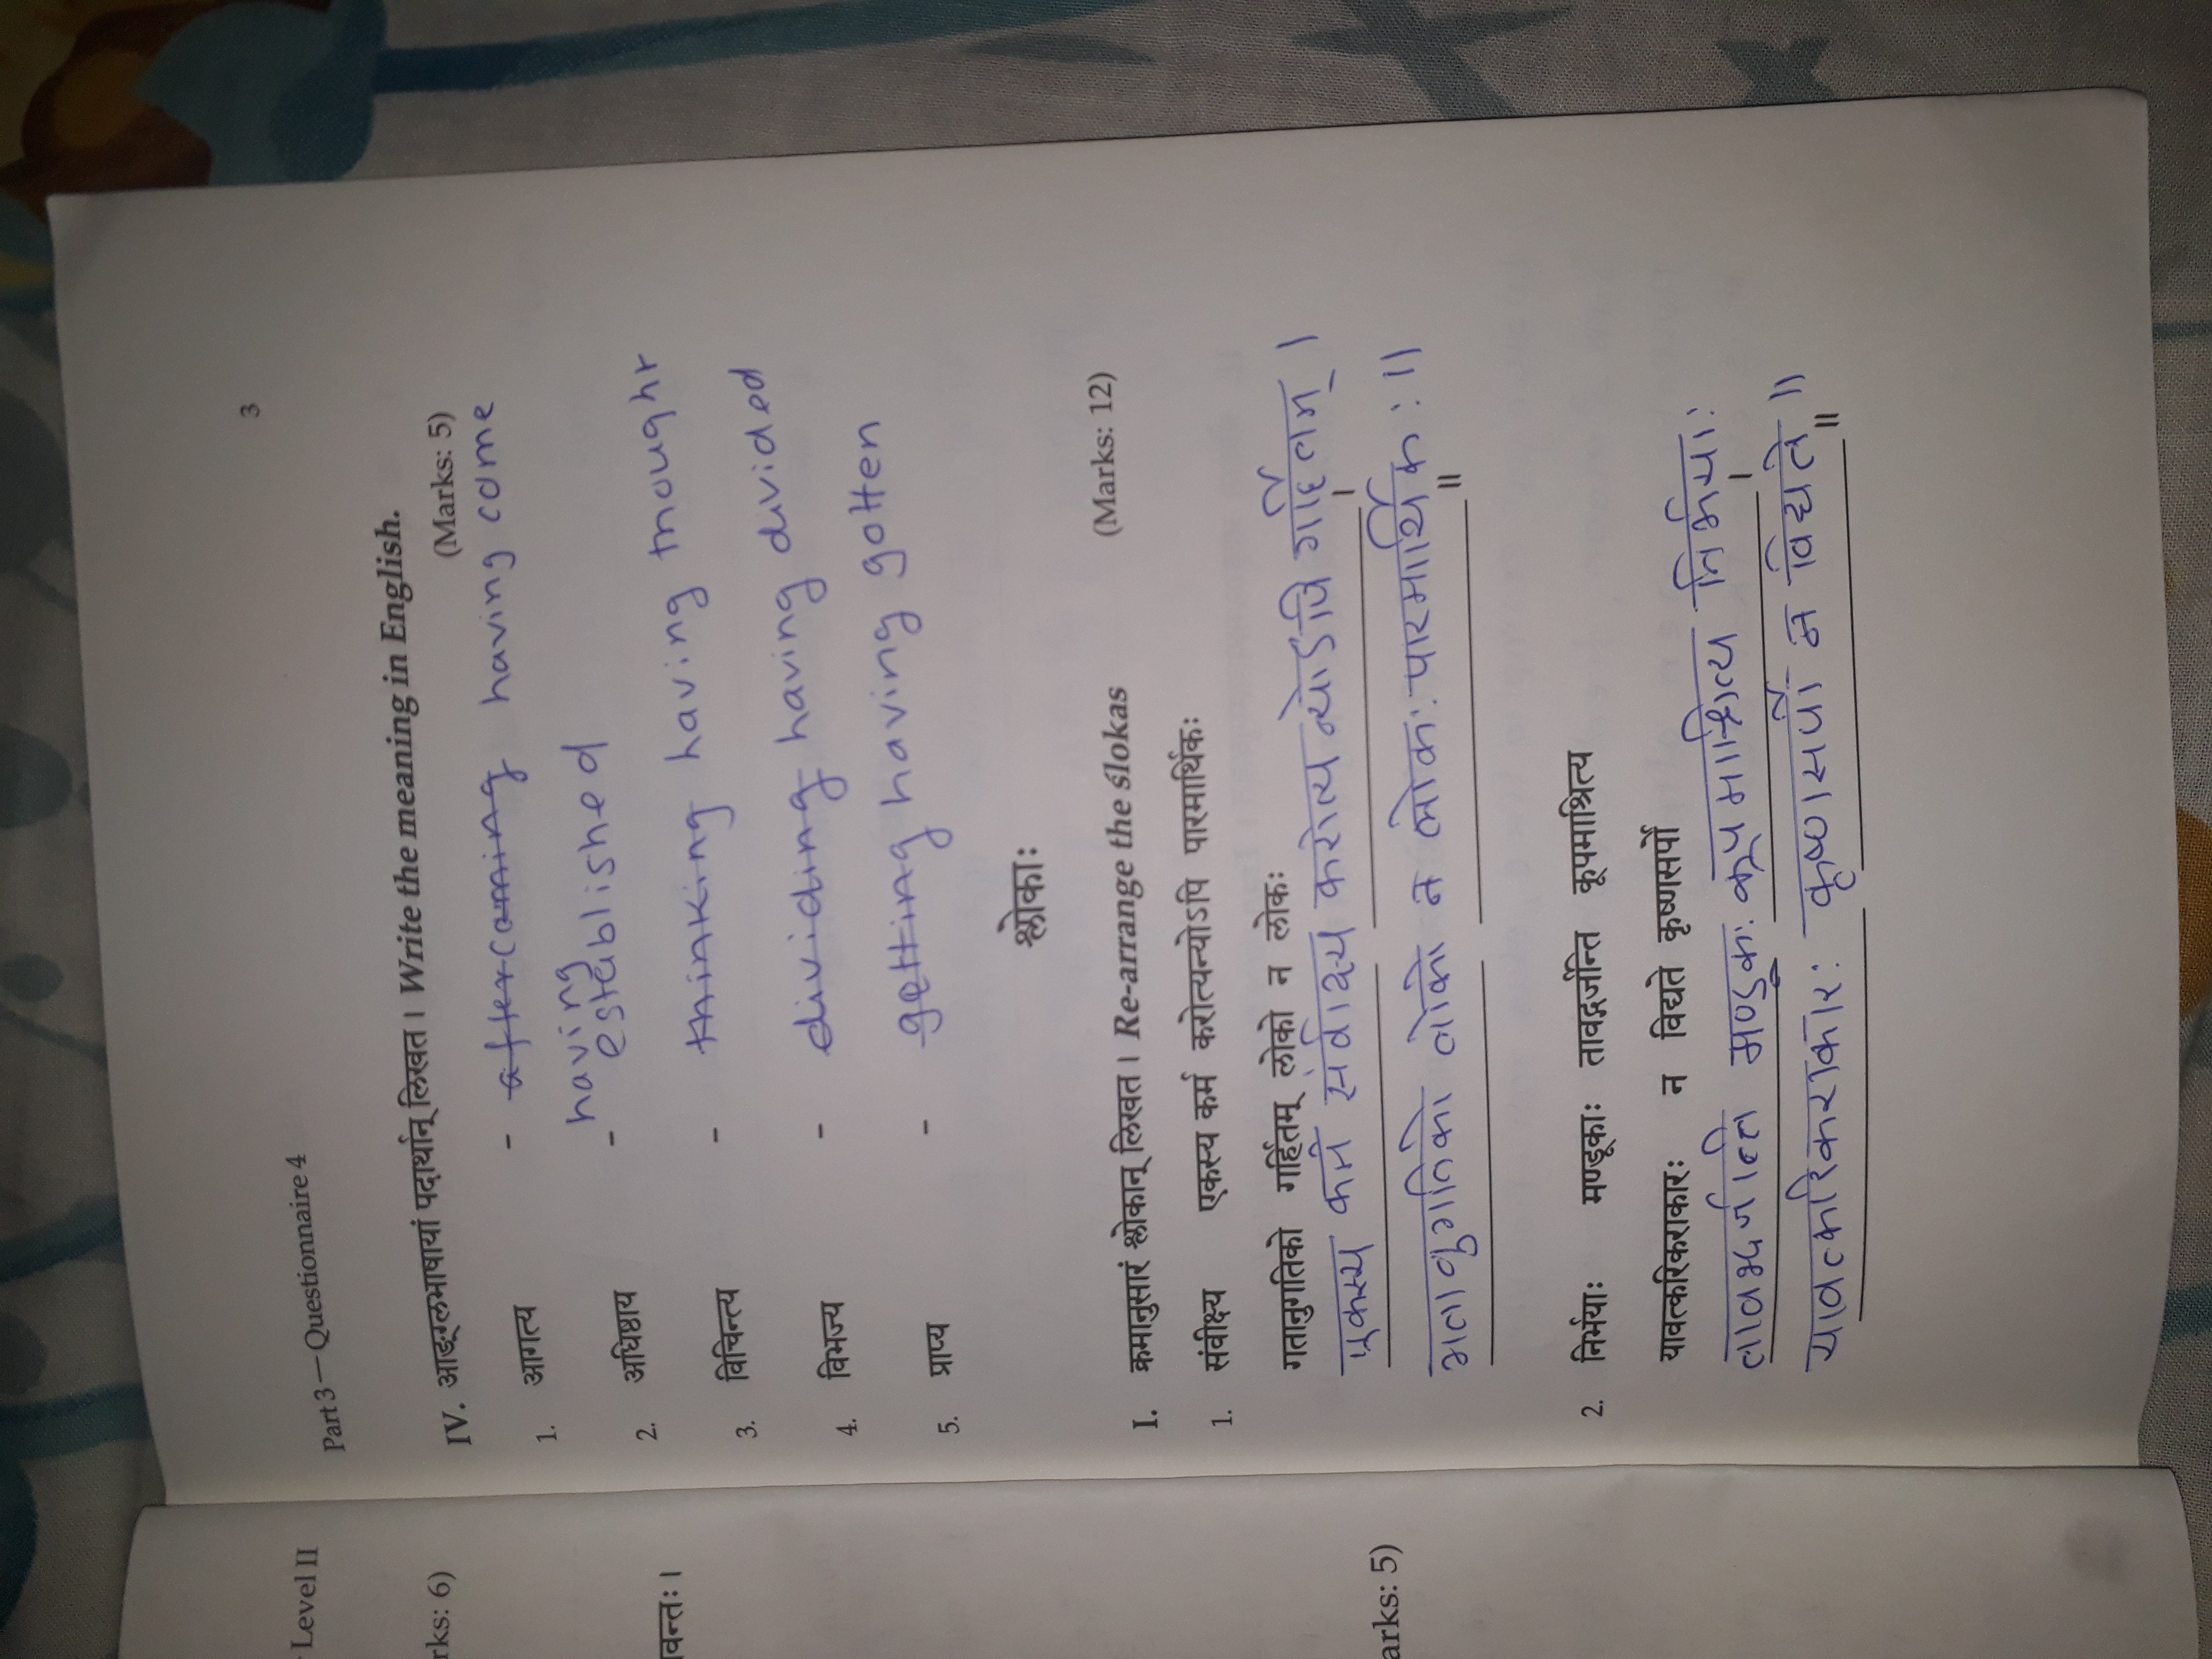 3
Level II
Part 3 — Questionnaire 4
rks: 6)
IV. आङ्ग्लभाषायां पदार्थान् लिखत । Write the meaning in English.
(Marks: 5)
1. आगत्य - after coming having come
having
2. अधिष्ठाय - established
वन्तः ।
3. विचिन्त्य - thinking having thought
4. विभज्य - dividing having divided
5. प्राप्य - getting having gotten
श्लोकाः
I. क्रमानुसारं श्लोकान् लिखत । Re-arrange the ślokas (Marks: 12)
1. संवीक्ष्य एकस्य कर्म करोत्यन्योऽपि पारमार्थिकः
गतानुगतिको गर्हितम् लोको न लोकः
एकस्य कर्म संवीक्ष्य करोत्यन्योऽपि गर्हितम् ।
arks: 5)
गतानुगतिको लोको न लोकः पारमार्थिकः ॥
2. निर्भयाः मण्डूकाः तावद्गर्जन्ति कूपमाश्रित्य
यावत्करिकराकारः न विद्यते कृष्णसर्पो
तावद्गर्जन्ति मण्डूकः कूपमाश्रित्य निर्भयाः ।
यावत्करिकराकारः कृष्णसर्पो न विद्यते ॥